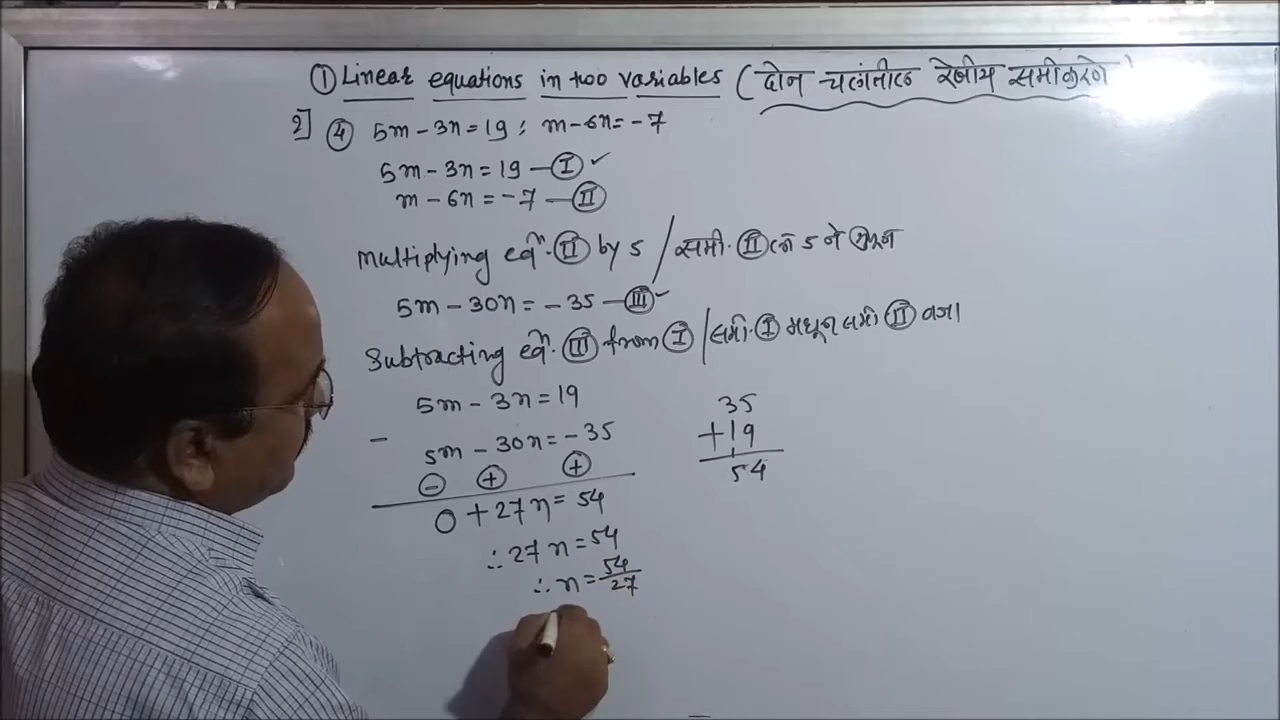 ① Linear equations in two variables (दोन चलांतील रेषीय समीकरणे)
2] ④ 5m - 3n = 19 ; m - 6n = -7
5m - 3n = 19 — Ⓘ ✓
m - 6n = -7 — Ⓘ︎Ⓘ
Multiplying eqⁿ. II by 5 / समी. II ला 5 ने गुणून
5m - 30n = -35 — III ✓
Subtracting eqⁿ. III from I / समी. I मधून समी II वजा
5m - 3n = 19
- 5m - 30n = -35
⊖ ⊕ ⊕
0 + 27n = 54
∴ 27n = 54
∴ n = 54/27
35
+19
54